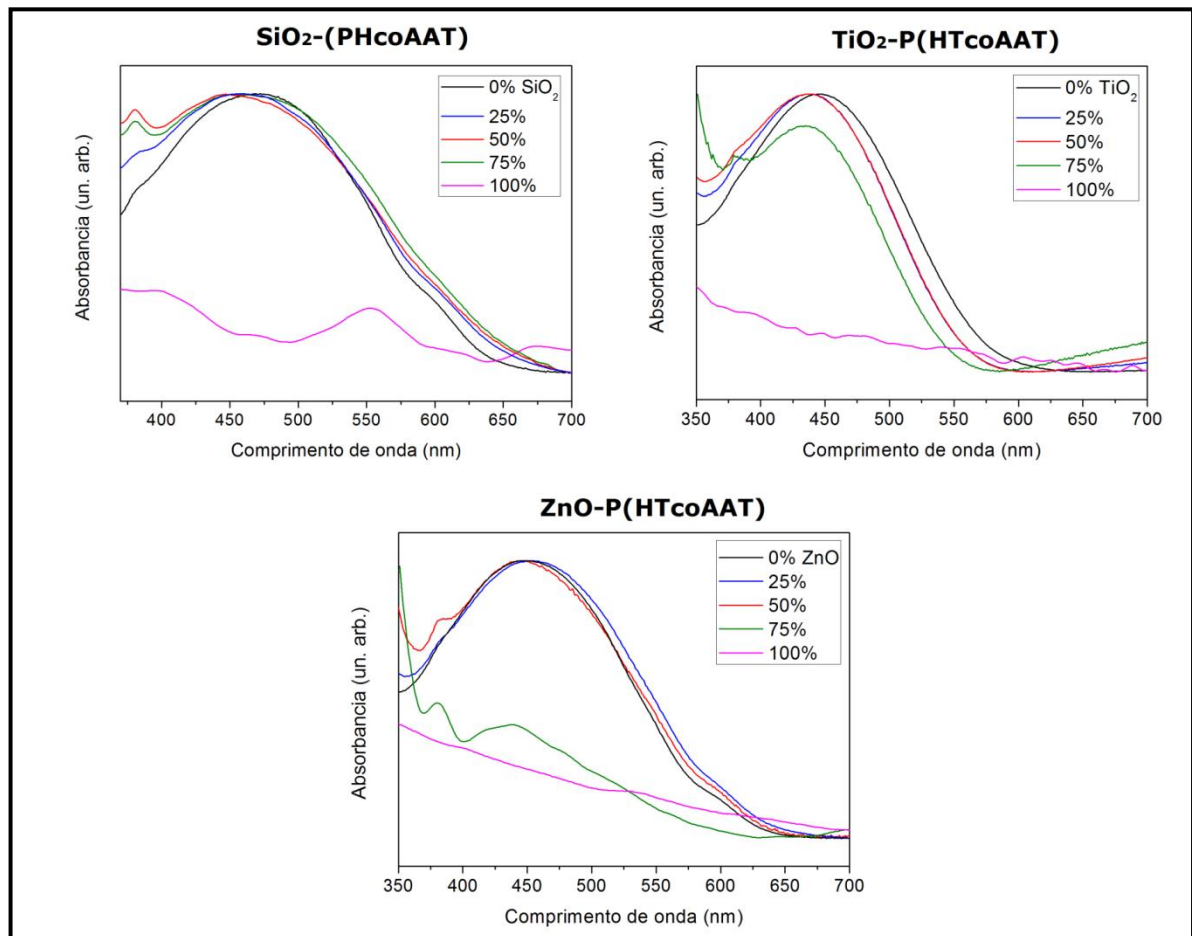 SiO₂-(PHcoAAT)
0% SiO₂
25%
50%
75%
100%
Absorbancia (un. arb.)
400 450 500 550 600 650 700
Comprimento de onda (nm)
TiO₂-P(HTcoAAT)
0% TiO₂
25%
50%
75%
100%
Absorbancia (un. arb.)
350 400 450 500 550 600 650 700
Comprimento de onda (nm)
ZnO-P(HTcoAAT)
0% ZnO
25%
50%
75%
100%
Absorbancia (un. arb.)
350 400 450 500 550 600 650 700
Comprimento de onda (nm)